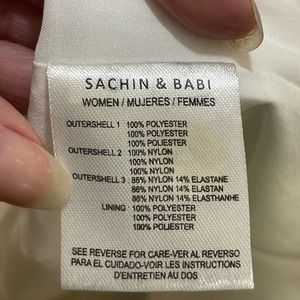 SACHIN & BABI
WOMEN / MUJERES / FEMMES
OUTERSHELL 1 100% POLYESTER
100% POLYESTER
100% POLIESTER
OUTERSHELL 2 100% NYLON
100% NYLON
100% NYLON
OUTERSHELL 3 86% NYLON 14% ELASTANE
86% NYLON 14% ELASTAN
86% NYLON 14% ELASTHANHE
LINING 100% POLYESTER
100% POLYESTER
100% POLIESTER
SEE REVERSE FOR CARE-VER AL REVERSO
PARA EL CUIDADO-VOIR LES INSTRUCTIONS
D'ENTRETIEN AU DOS